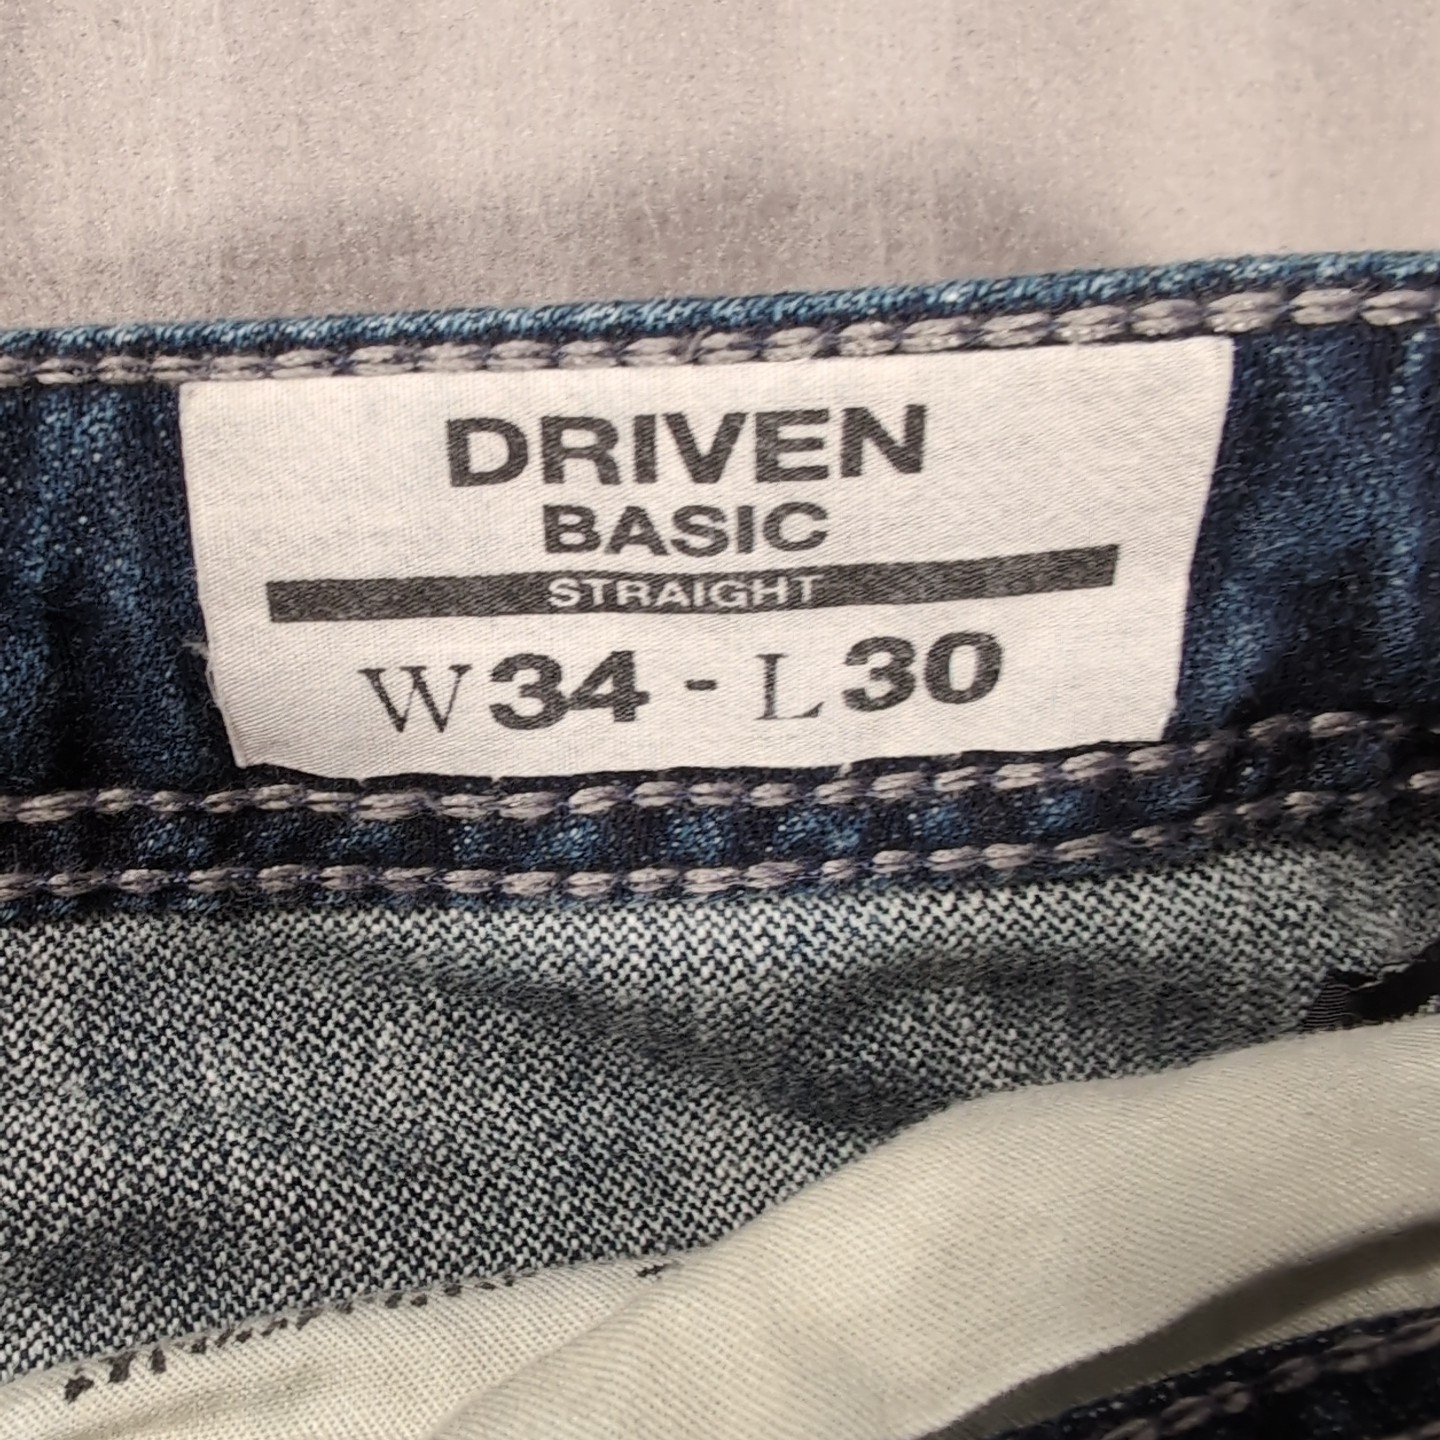 DRIVEN
BASIC
STRAIGHT
W34 - L30